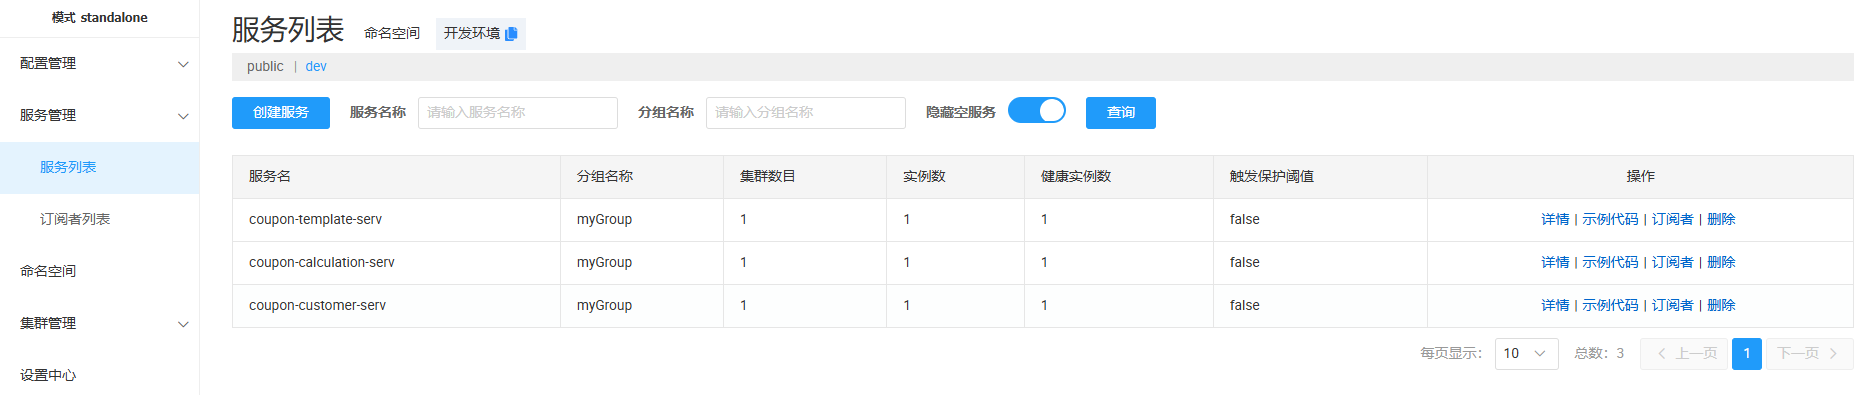 模式 standalone
配置管理
服务管理
服务列表
订阅者列表
命名空间
集群管理
设置中心
服务列表 命名空间 开发环境
public | dev
创建服务 服务名称 请输入服务名称 分组名称 请输入分组名称 隐藏空服务 查询
服务名 分组名称 集群数目 实例数 健康实例数 触发保护阈值 操作
coupon-template-serv myGroup 1 1 1 false 详情 | 示例代码 | 订阅者 | 删除
coupon-calculation-serv myGroup 1 1 1 false 详情 | 示例代码 | 订阅者 | 删除
coupon-customer-serv myGroup 1 1 1 false 详情 | 示例代码 | 订阅者 | 删除
每页显示： 10 总数：3 上一页 1 下一页